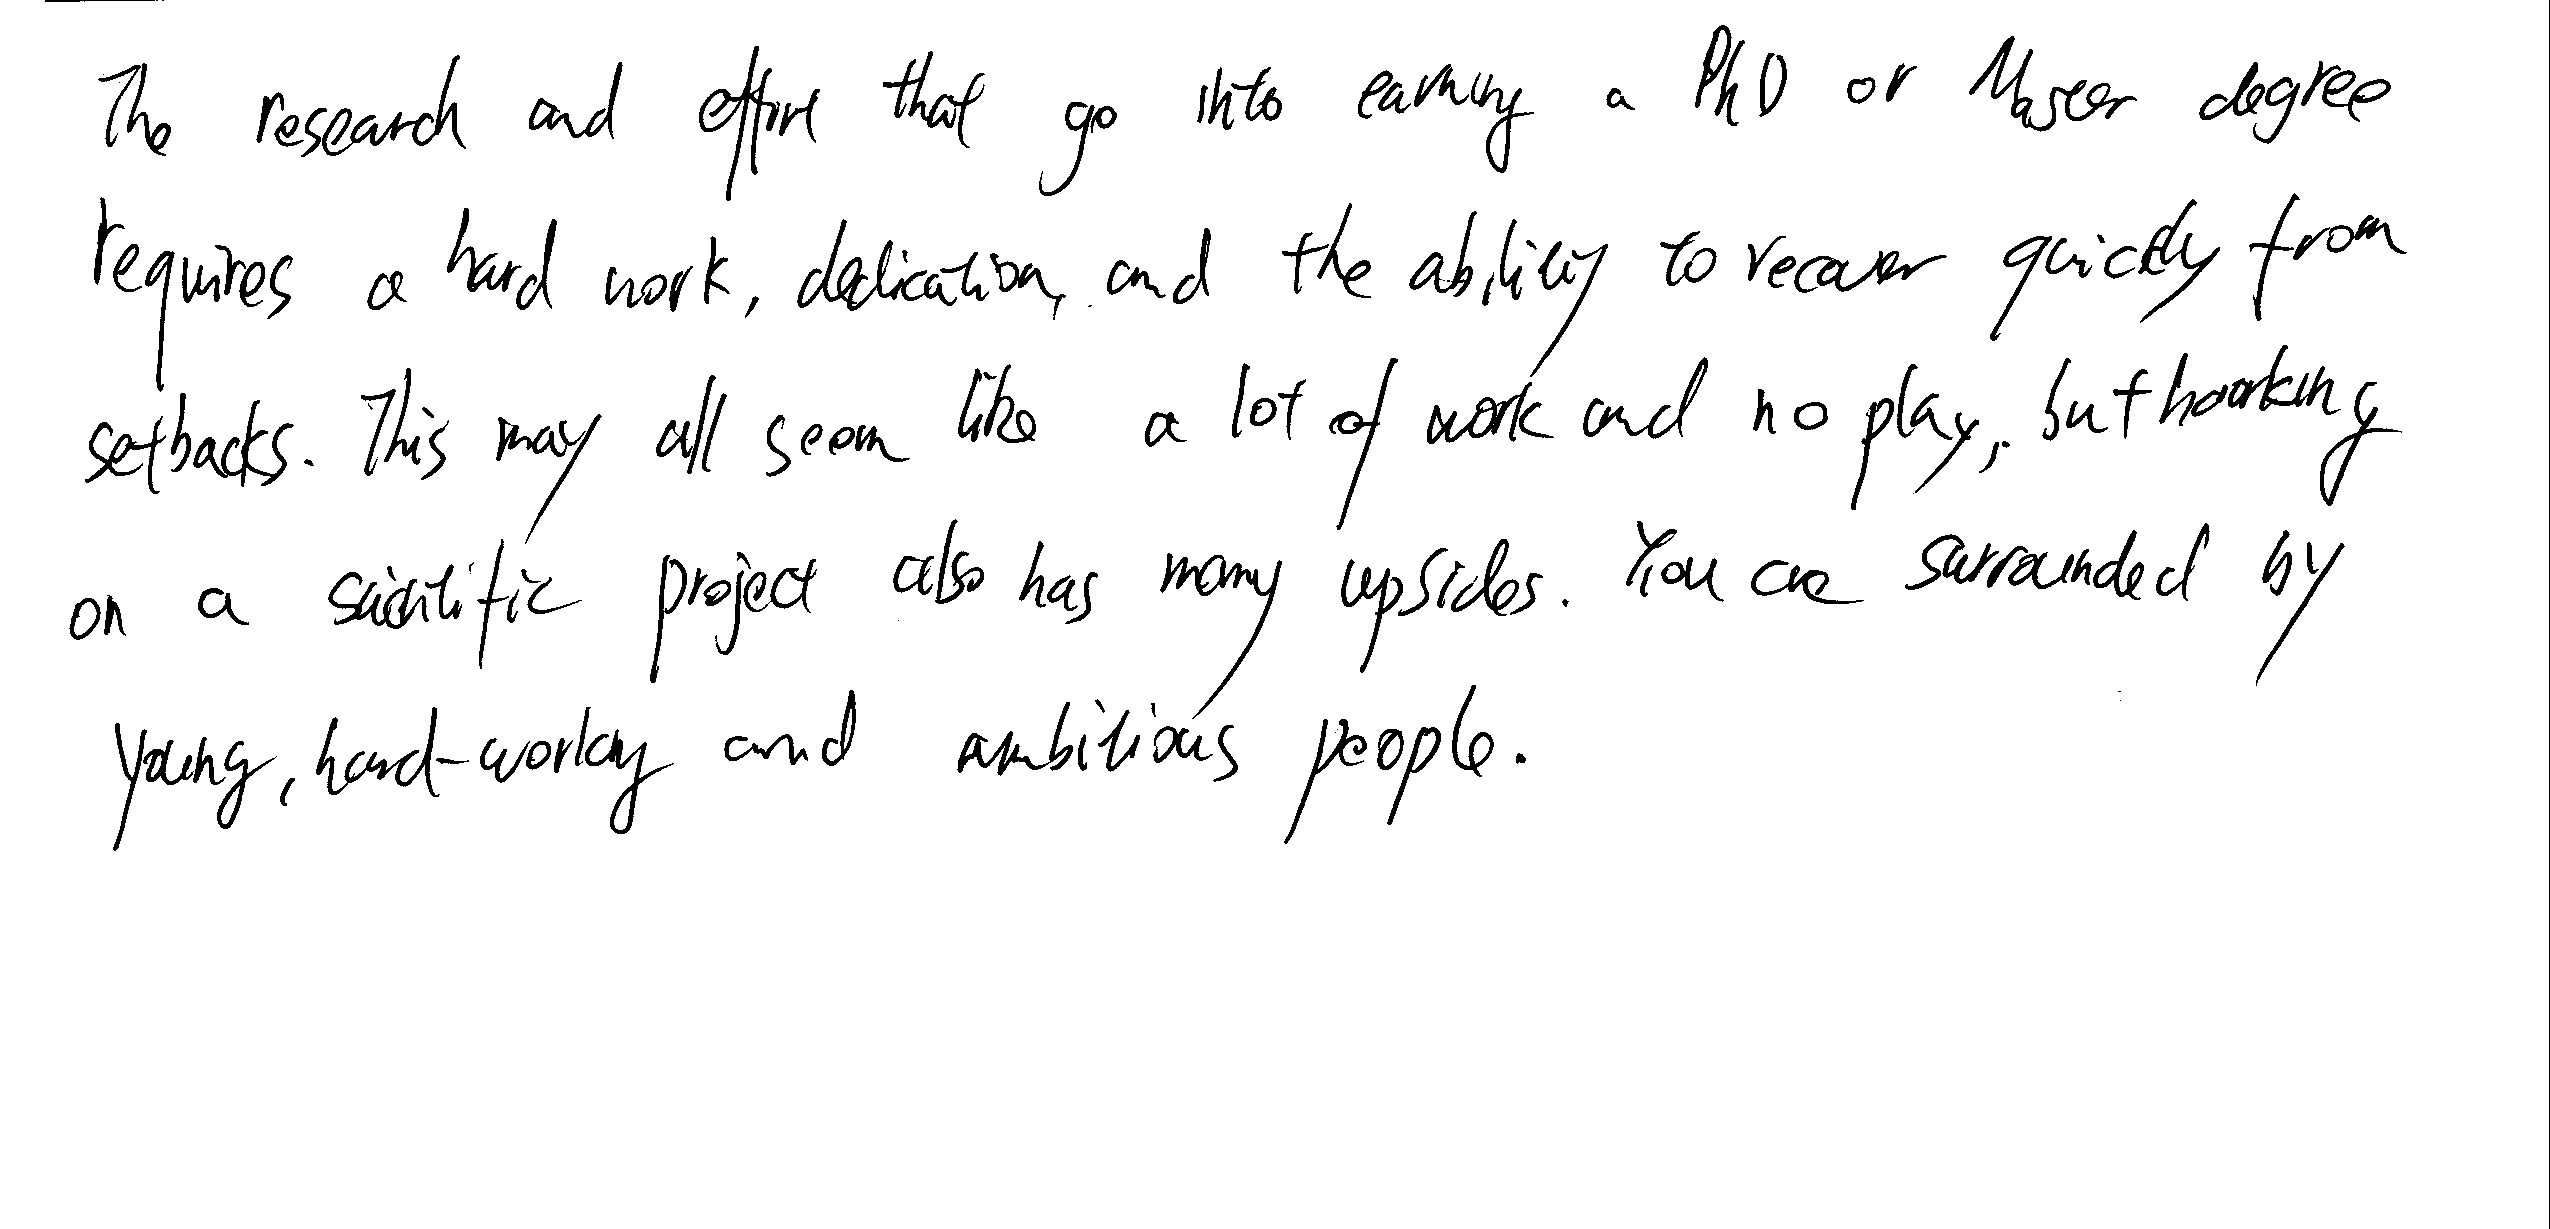 The research and effort that go into earning a PhD or Master degree
requires a hard work, dedication, and the ability to recover quickly from
setbacks. This may all seem like a lot of work and no play, but working
on a scientific project also has many upsides. You are surrounded by
young, hard-working and ambitious people.